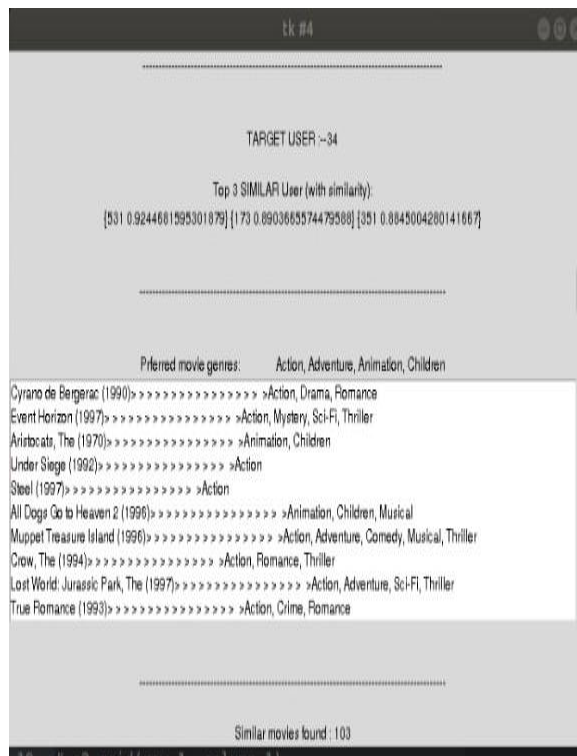 tk #4
------------------------------------------------------------
TARGET USER :--34
Top 3 SIMILAR User (with similarity):
{531 0.9244681595301879} {173 0.8903665574479588} {351 0.8845004280141667}
------------------------------------------------------------
Prferred movie genres: Action, Adventure, Animation, Children
Cyrano de Bergerac (1990)> > > > > > > > > > > > > > > > >Action, Drama, Romance
Event Horizon (1997)> > > > > > > > > > > > > > > > >Action, Mystery, Sci-Fi, Thriller
Aristocats, The (1970)> > > > > > > > > > > > > > > > >Animation, Children
Under Siege (1992)> > > > > > > > > > > > > > > > >Action
Steel (1997)> > > > > > > > > > > > > > > > >Action
All Dogs Go to Heaven 2 (1996)> > > > > > > > > > > > > > > > >Animation, Children, Musical
Muppet Treasure Island (1996)> > > > > > > > > > > > > > > > >Action, Adventure, Comedy, Musical, Thriller
Crow, The (1994)> > > > > > > > > > > > > > > > >Action, Romance, Thriller
Lost World: Jurassic Park, The (1997)> > > > > > > > > > > > > > > > >Action, Adventure, Sci-Fi, Thriller
True Romance (1993)> > > > > > > > > > > > > > > > >Action, Crime, Romance
------------------------------------------------------------
Similar movies found : 103